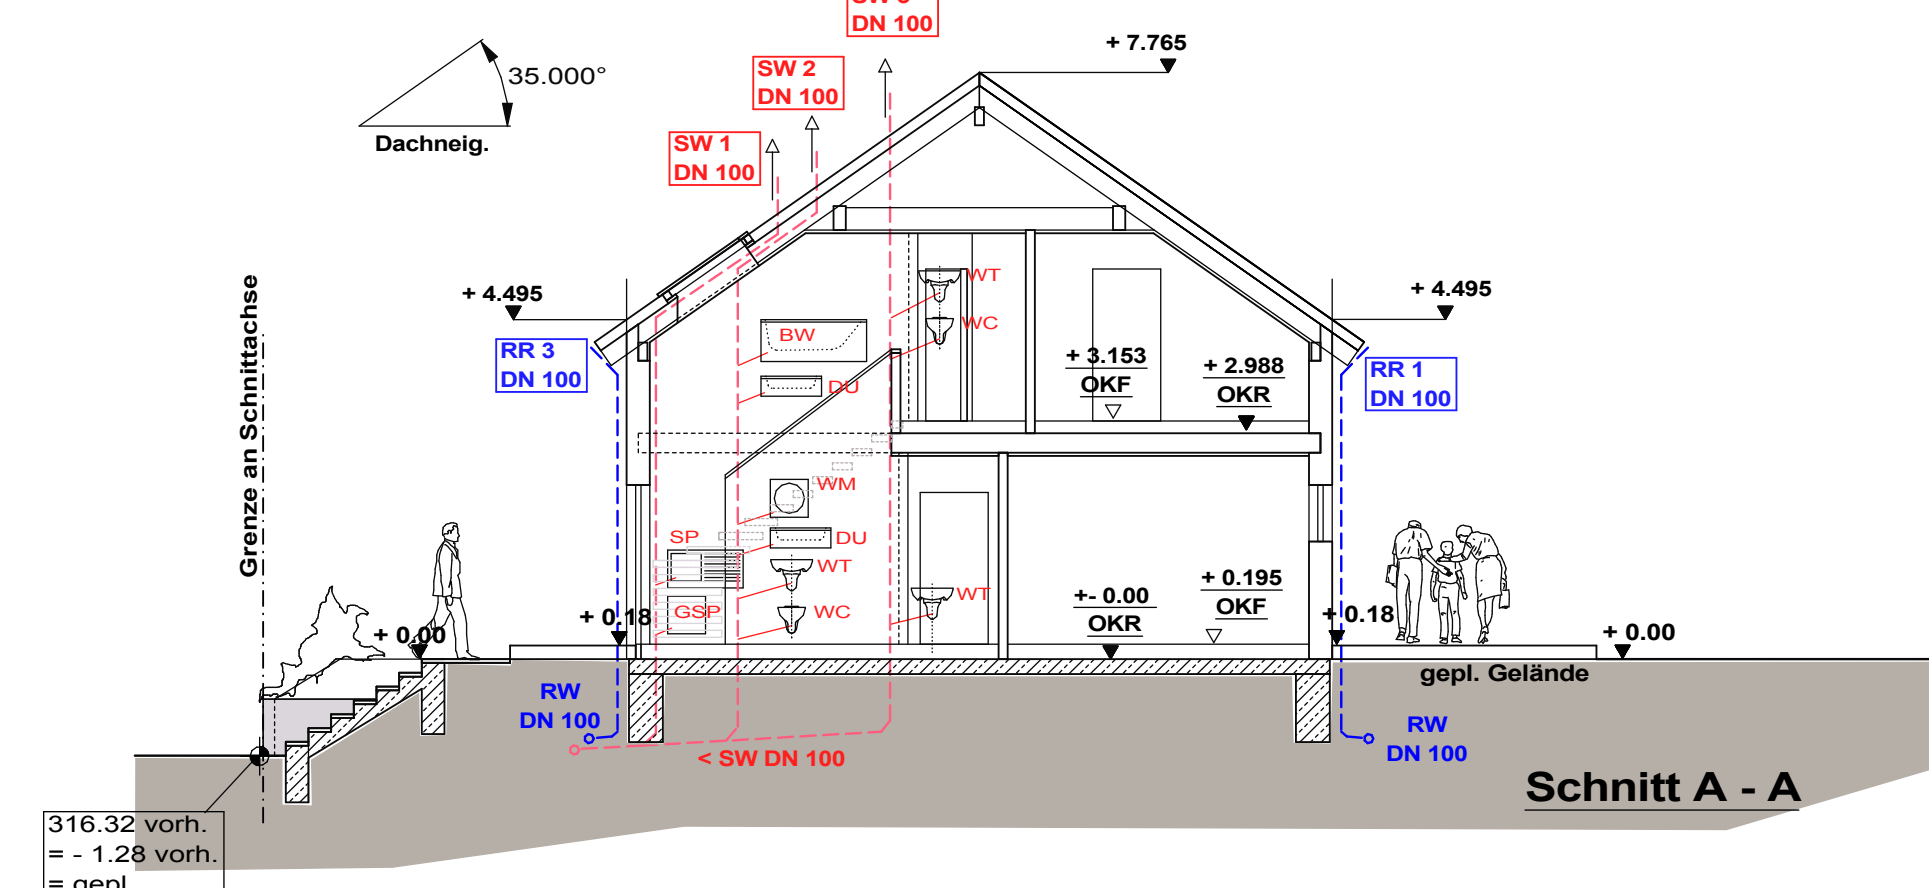 DN 100
+ 7.765
35.000°
SW 2
DN 100
Dachneig.
SW 1
DN 100
WT
+ 4.495
+ 4.495
Grenze an Schnittachse
WC
BW
RR 3
DN 100
+ 3.153
OKF
+ 2.988
OKR
RR 1
DN 100
DU
WM
SP
DU
WT
WT
GSP
WC
+- 0.00
OKR
+ 0.195
OKF
+ 0.18
+ 0.18
+ 0.00
+ 0.00
gepl. Gelände
RW
DN 100
RW
DN 100
< SW DN 100
Schnitt A - A
316.32 vorh.
= - 1.28 vorh.
= gepl.